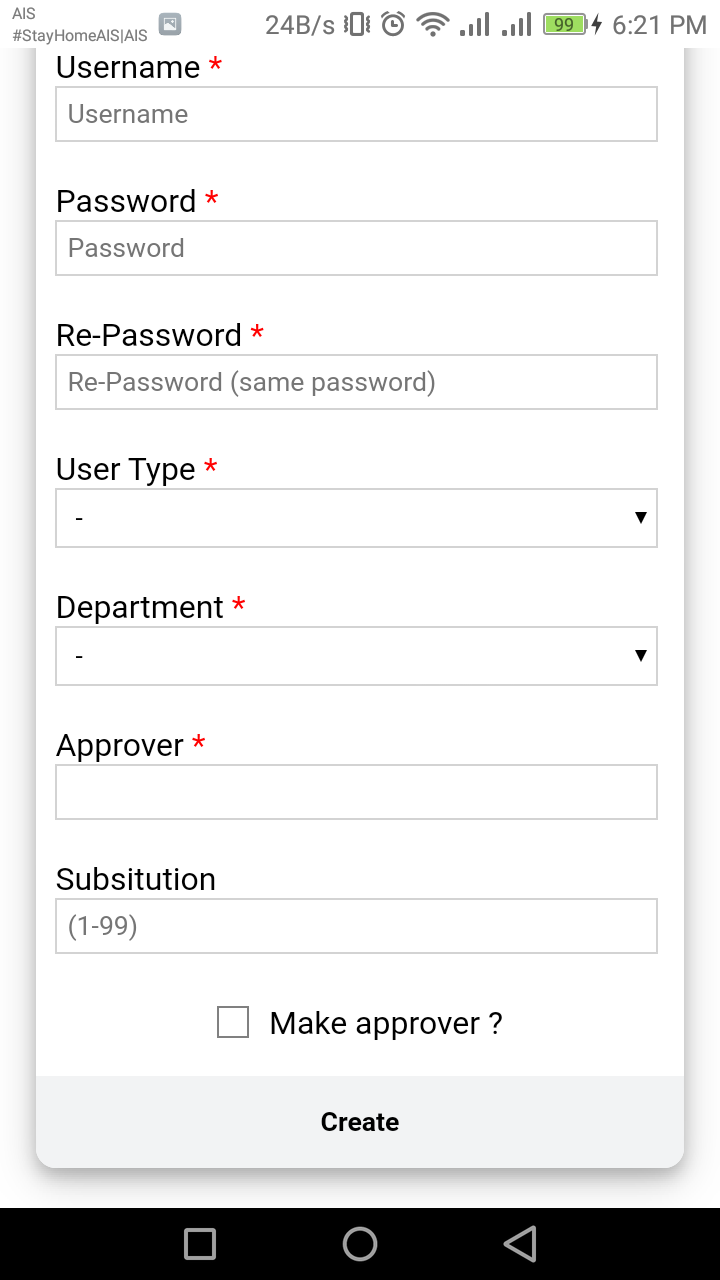 AIS
#StayHomeAIS|AIS
24B/s
99
6:21 PM
Username *
Username
Password *
Password
Re-Password *
Re-Password (same password)
User Type *
-
Department *
-
Approver *
Subsitution
(1-99)
Make approver ?
Create